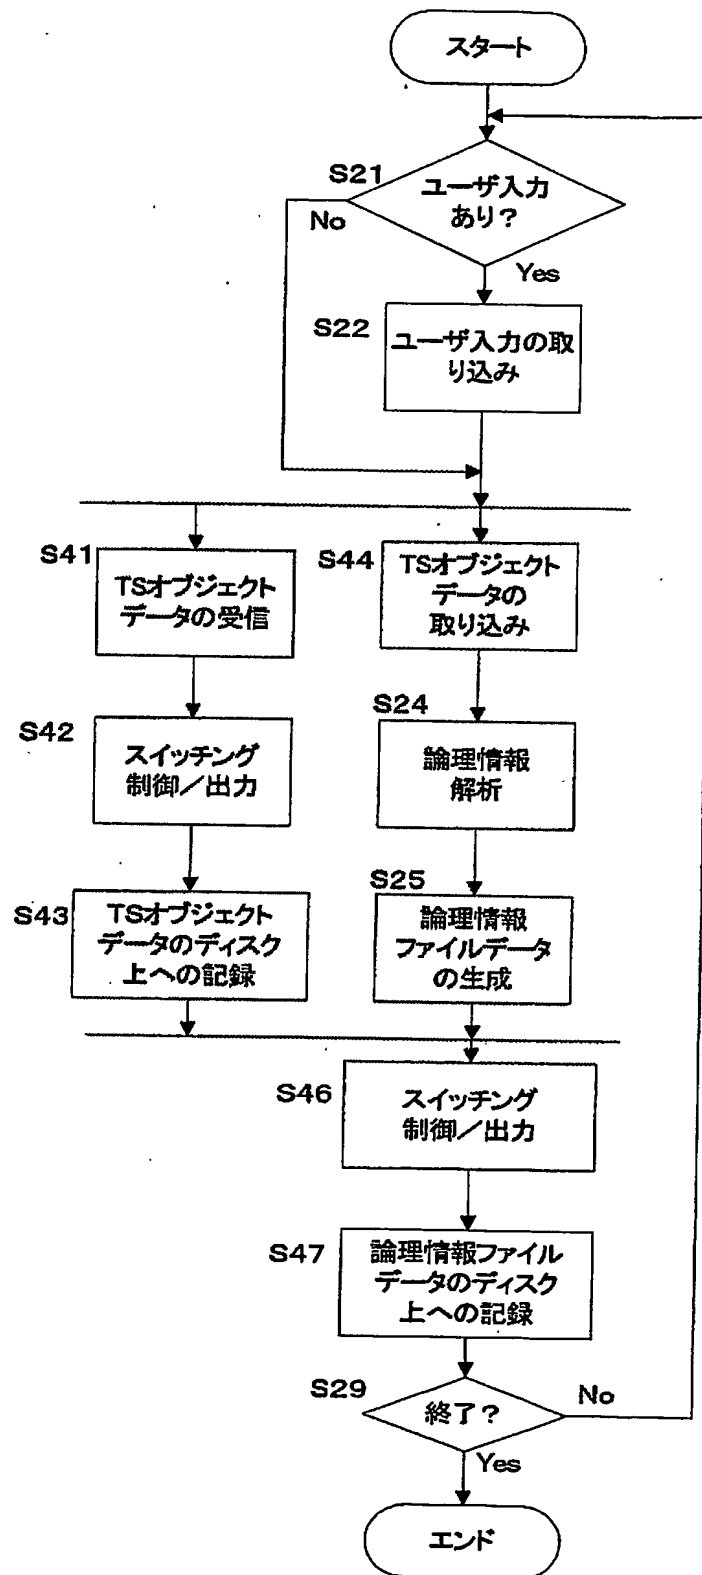 スタート
S21
ユーザ入力
あり?
No
Yes
S22
ユーザ入力の取
り込み
S41
TSオブジェクト
データの受信
S44
TSオブジェクト
データの
取り込み
S42
スイッチング
制御/出力
S24
論理情報
解析
S43
TSオブジェクト
データのディスク
上への記録
S25
論理情報
ファイルデータ
の生成
S46
スイッチング
制御/出力
S47
論理情報ファイル
データのディスク
上への記録
S29
終了?
No
Yes
エンド